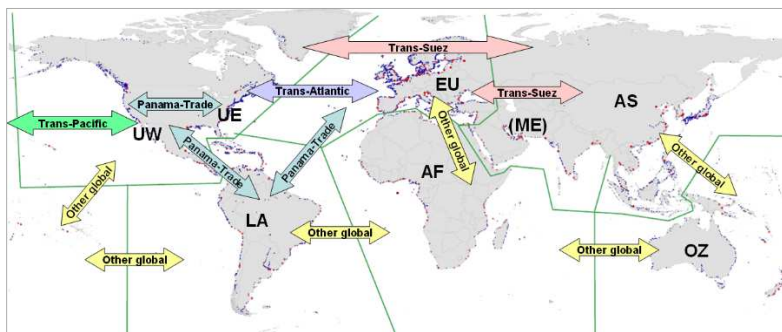 Trans-Suez
EU
Panama-Trade
Trans-Atlantic
Trans-Suez
AS
UE
Trans-Pacific
UW
(ME)
Other global
Panama-Trade
Panama-Trade
Other global
AF
Other global
LA
Other global
Other global
Other global
OZ